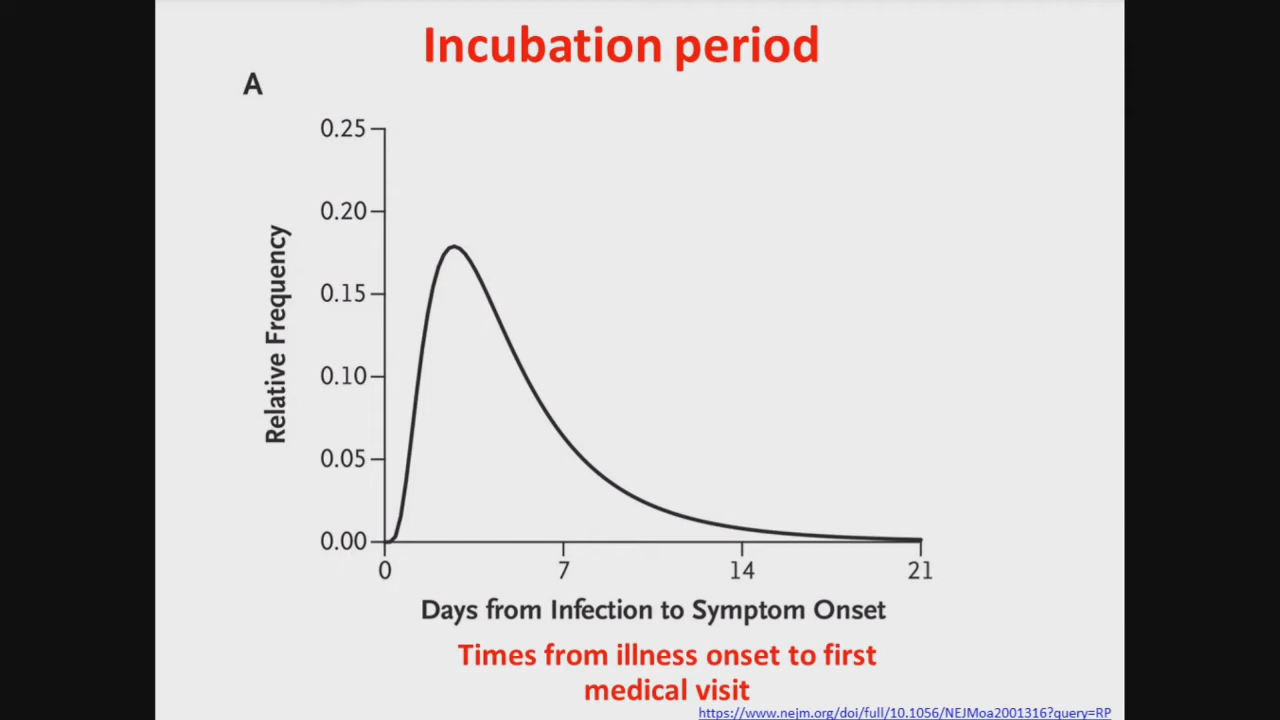 Incubation period
A
0.25
0.20
0.15
0.10
0.05
0.00
Relative Frequency
0 7 14 21
Days from Infection to Symptom Onset
Times from illness onset to first
medical visit
https://www.nejm.org/doi/full/10.1056/NEJMoa2001316?query=RP